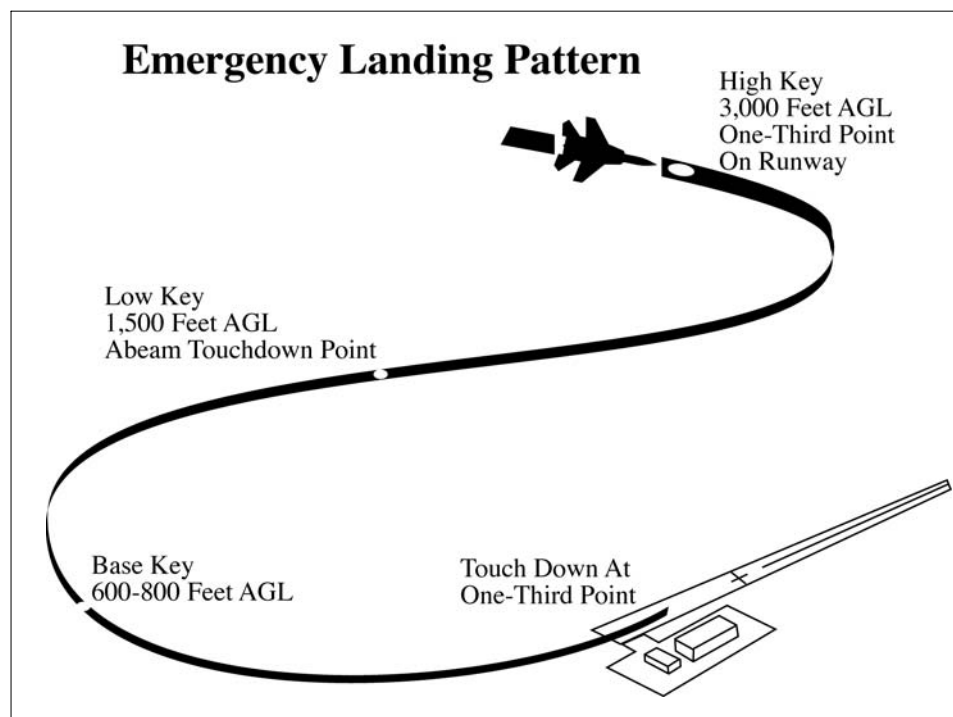 Emergency Landing Pattern
High Key
3,000 Feet AGL
One-Third Point
On Runway
Low Key
1,500 Feet AGL
Abeam Touchdown Point
Base Key
600-800 Feet AGL
Touch Down At
One-Third Point